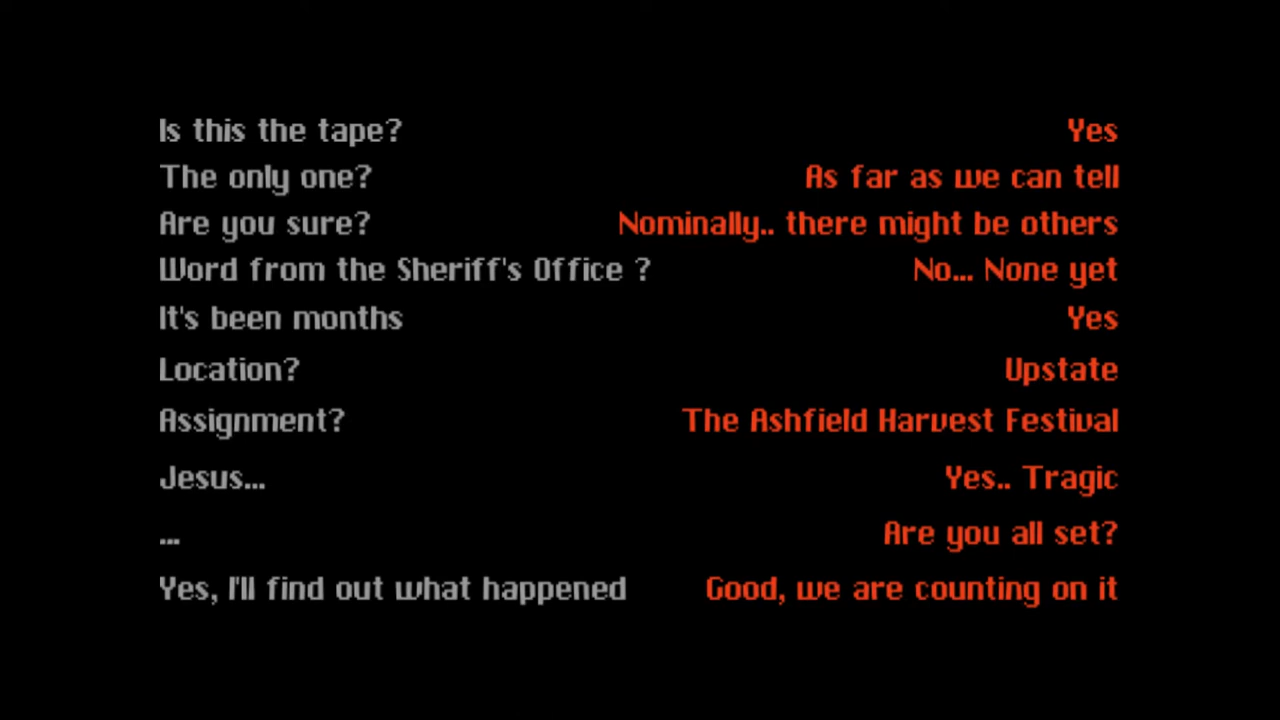 Is this the tape? Yes
The only one? As far as we can tell
Are you sure? Nominally.. there might be others
Word from the Sheriff's Office ? No... None yet
It's been months Yes
Location? Upstate
Assignment? The Ashfield Harvest Festival
Jesus... Yes.. Tragic
... Are you all set?
Yes, I'll find out what happened Good, we are counting on it